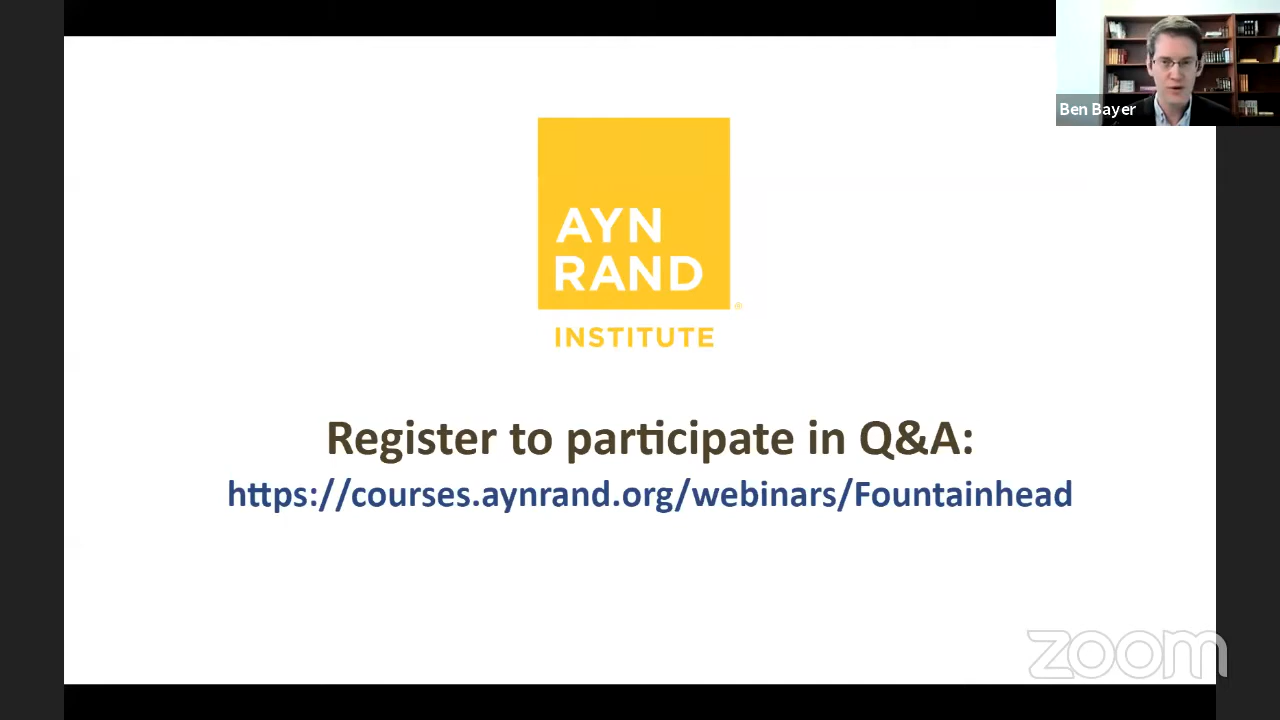 Ben Bayer
AYN
RAND
®
INSTITUTE
Register to participate in Q&A:
https://courses.aynrand.org/webinars/Fountainhead
zoom